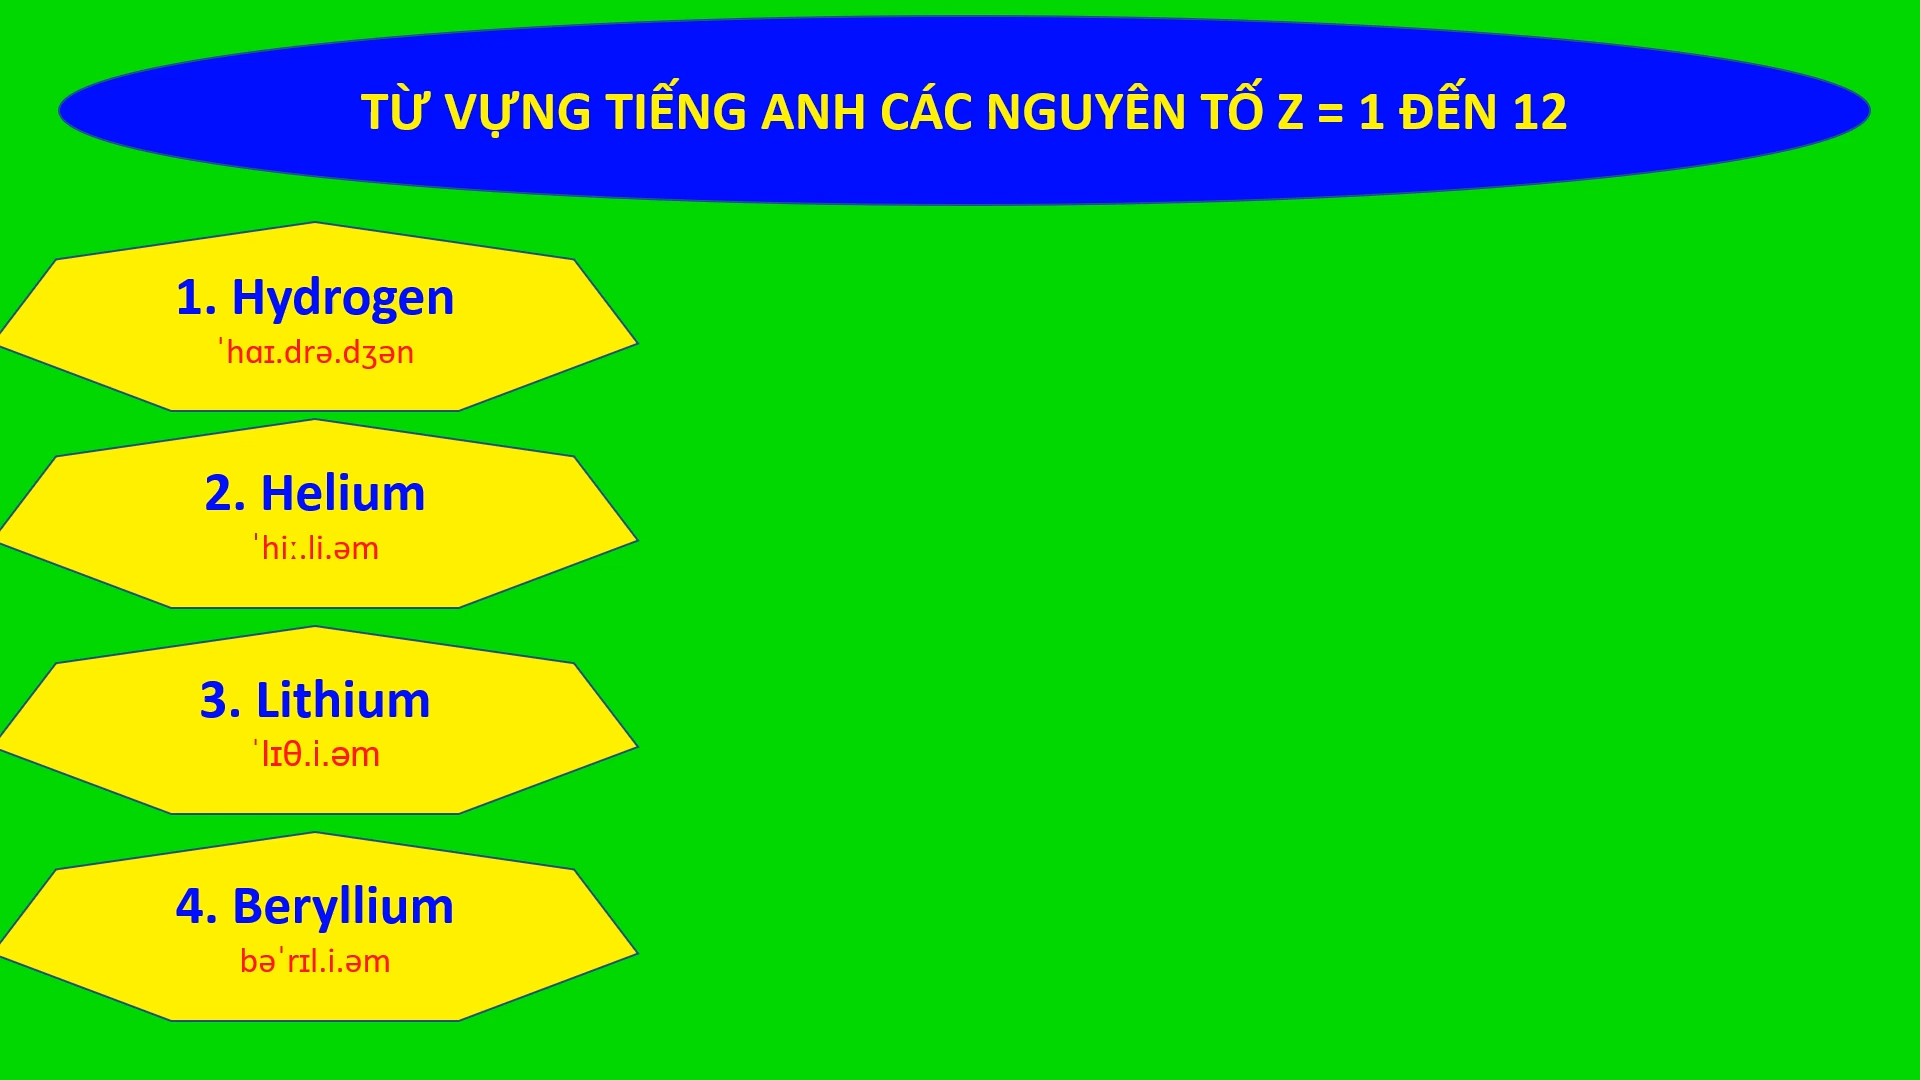 TỪ VỰNG TIẾNG ANH CÁC NGUYÊN TỐ Z = 1 ĐẾN 12
1. Hydrogen
ˈhɑɪ.drə.dʒən
2. Helium
ˈhiː.li.əm
3. Lithium
ˈlɪθ.i.əm
4. Beryllium
bəˈrɪl.i.əm